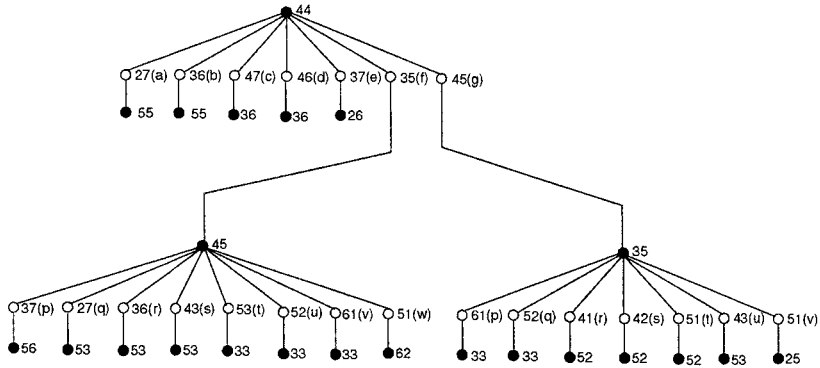 44
27(a) 36(b) 47(c) 46(d) 37(e) 35(f) 45(g)
55 55 36 36 26
45 35
37(p) 27(q) 36(r) 43(s) 53(t) 52(u) 61(v) 51(w) 61(p) 52(q) 41(r) 42(s) 51(t) 43(u) 51(v)
56 53 53 53 33 33 33 62 33 33 52 52 52 53 25